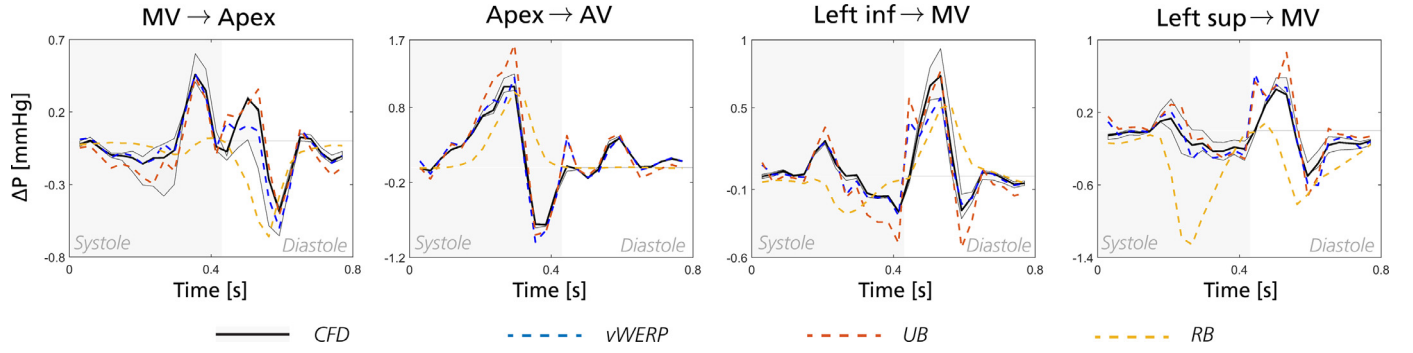 MV → Apex
Apex → AV
Left inf → MV
Left sup → MV
ΔP [mmHg]
0.7
0.2
-0.3
-0.8
Systole
Diastole
0
0.4
0.8
Time [s]
1.7
0.8
-0.2
-1.2
Systole
Diastole
0
0.4
0.8
Time [s]
1
0.5
-0.1
-0.6
Systole
Diastole
0
0.4
0.8
Time [s]
1
0.2
-0.6
-1.4
Systole
Diastole
0
0.4
0.8
Time [s]
CFD
vWERP
UB
RB